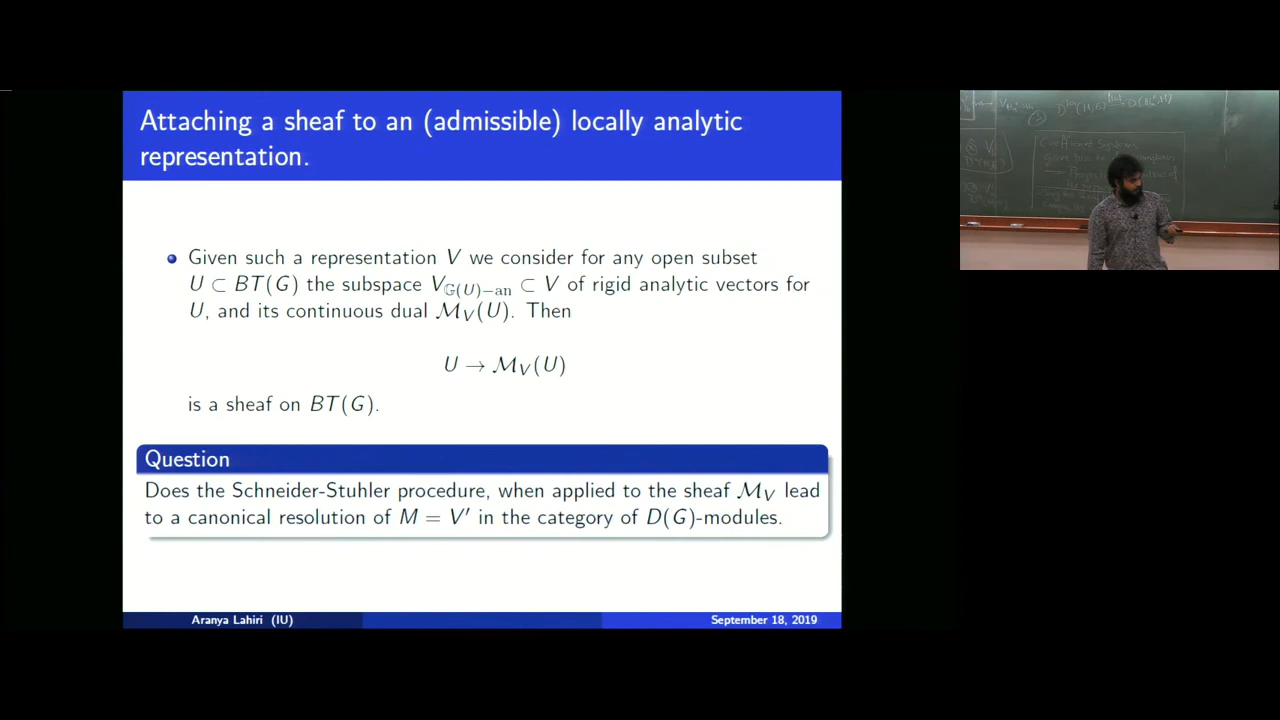 Attaching a sheaf to an (admissible) locally analytic
representation.
Given such a representation V we consider for any open subset
U ⊂ BT(G) the subspace V_{𝔾(U)−an} ⊂ V of rigid analytic vectors for
U, and its continuous dual ℳ_V(U). Then
U → ℳ_V(U)
is a sheaf on BT(G).
Question
Does the Schneider-Stuhler procedure, when applied to the sheaf ℳ_V lead
to a canonical resolution of M = V′ in the category of D(G)-modules.
Aranya Lahiri (IU)
September 18, 2019
Coefficient Systems